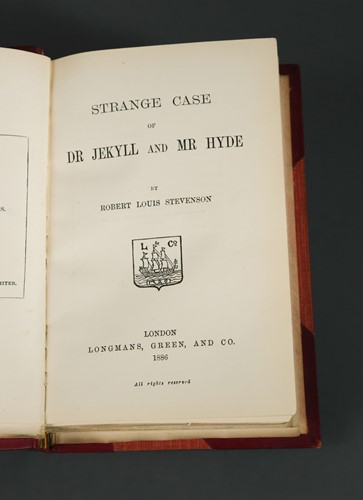 S.
STRANGE CASE
OF
DR JEKYLL AND MR HYDE
BY
ROBERT LOUIS STEVENSON
L Co
LONDON
LONGMANS, GREEN, AND CO.
1886
All rights reserved